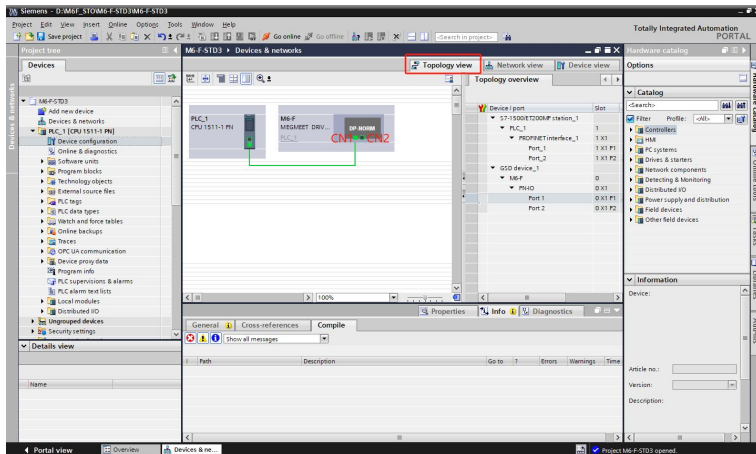 Siemens - D:\M6F_STO\M6-F-STD3\M6-F-STD3
Project Edit View Insert Online Options Tools Window Help
Save project
Go online
Go offline
<Search in project>
Totally Integrated Automation
PORTAL
Project tree
Devices
Devices & networks
M6-F-STD3
Add new device
Devices & networks
PLC_1 [CPU 1511-1 PN]
Device configuration
Online & diagnostics
Software units
Program blocks
Technology objects
External source files
PLC tags
PLC data types
Watch and force tables
Online backups
Traces
OPC UA communication
Device proxy data
Program info
PLC supervisions & alarms
PLC alarm text lists
Local modules
Distributed I/O
Ungrouped devices
Security settings
Details view
Name
M6-F-STD3 Devices & networks
Topology view
Network view
Device view
PLC_1
CPU 1511-1 PN
M6-F
MEGMEET DRIV...
PLC_1
DP-NORM
CN1
CN2
100%
Topology overview
Device / port Slot
S7-1500/ET200MP station_1
PLC_1 1
PROFINET interface_1 1 X1
Port_1 1 X1 P1
Port_2 1 X1 P2
GSD device_1
M6-F 0
PN-IO 0 X1
Port 1 0 X1 P1
Port 2 0 X1 P2
Properties
Info
Diagnostics
General
Cross-references
Compile
Show all messages
! Path Description Go to ? Errors Warnings Time
Hardware catalog
Options
Catalog
<Search>
Filter Profile: <All>
Controllers
HMI
PC systems
Drives & starters
Network components
Detecting & Monitoring
Distributed I/O
Power supply and distribution
Field devices
Other field devices
Information
Device:
Article no.:
Version:
Description:
Hardware catalog
Online tools
Tasks
Libraries
Portal view
Overview
Devices & ne...
Project M6-F-STD3 opened.